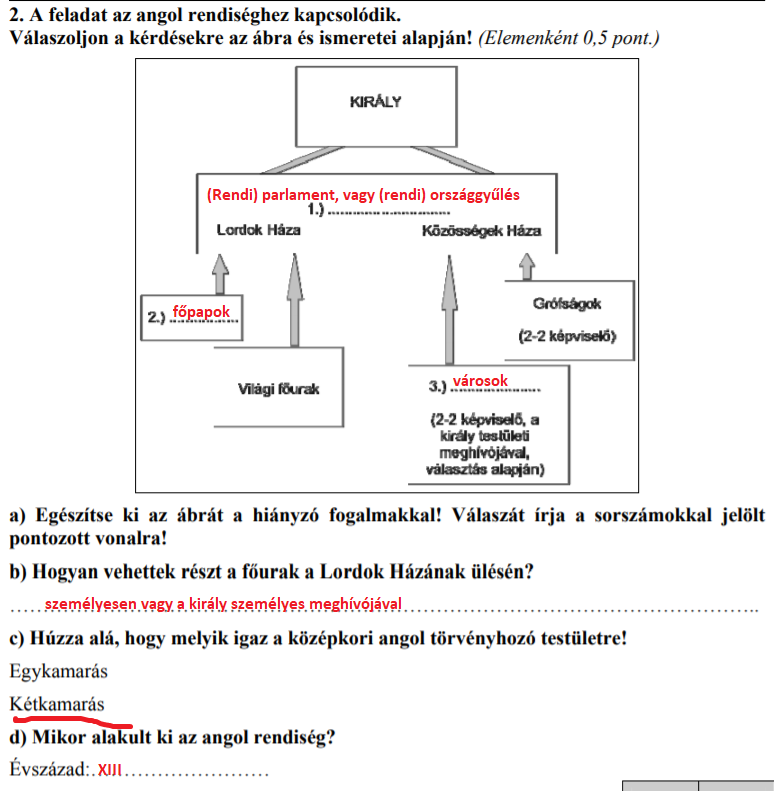 2. A feladat az angol rendiséghez kapcsolódik.
Válaszoljon a kérdésekre az ábra és ismeretei alapján! (Elemenként 0,5 pont.)
KIRÁLY
(Rendi) parlament, vagy (rendi) országgyűlés
1.) ..............................
Lordok Háza
Közösségek Háza
2.) főpapok
Grófságok
(2-2 képviselő)
Világi főurak
3.) városok
(2-2 képviselő, a
király testületi
meghívójával,
választás alapján)
a) Egészítse ki az ábrát a hiányzó fogalmakkal! Válaszát írja a sorszámokkal jelölt
pontozott vonalra!
b) Hogyan vehettek részt a főurak a Lordok Házának ülésén?
.....személyesen vagy a király személyes meghívójával..............................................................
c) Húzza alá, hogy melyik igaz a középkori angol törvényhozó testületre!
Egykamarás
Kétkamarás
d) Mikor alakult ki az angol rendiség?
Évszázad:.XIII......................